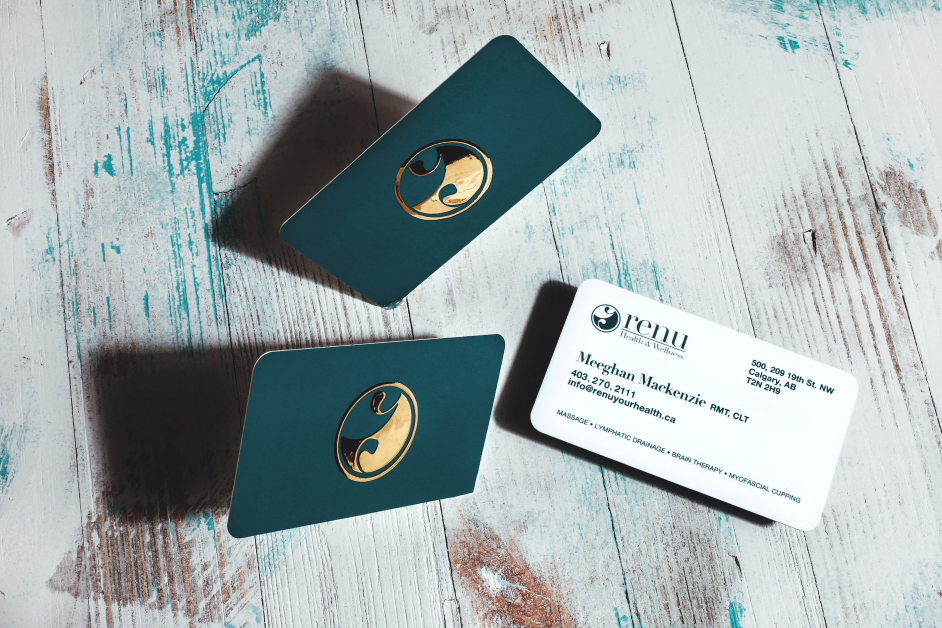 renu
Health & Wellness
500, 209 19th St. NW
Calgary, AB
T2N 2H9
Meeghan Mackenzie RMT, CLT
403. 270. 2111
info@renuyourhealth.ca
MASSAGE • LYMPHATIC DRAINAGE • BRAIN THERAPY • MYOFASCIAL CUPPING